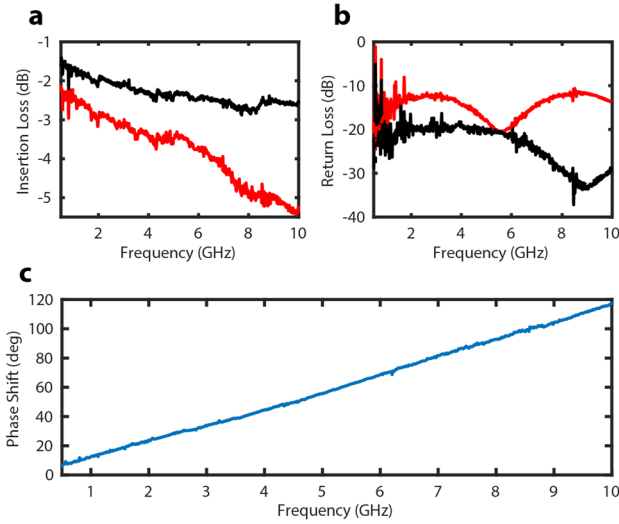 a
b
-1
-2
-3
-4
-5
Insertion Loss (dB)
2 4 6 8 10
Frequency (GHz)
0
-10
-20
-30
-40
Return Loss (dB)
2 4 6 8 10
Frequency (GHz)
c
120
100
80
60
40
20
0
Phase Shift (deg)
1 2 3 4 5 6 7 8 9 10
Frequency (GHz)